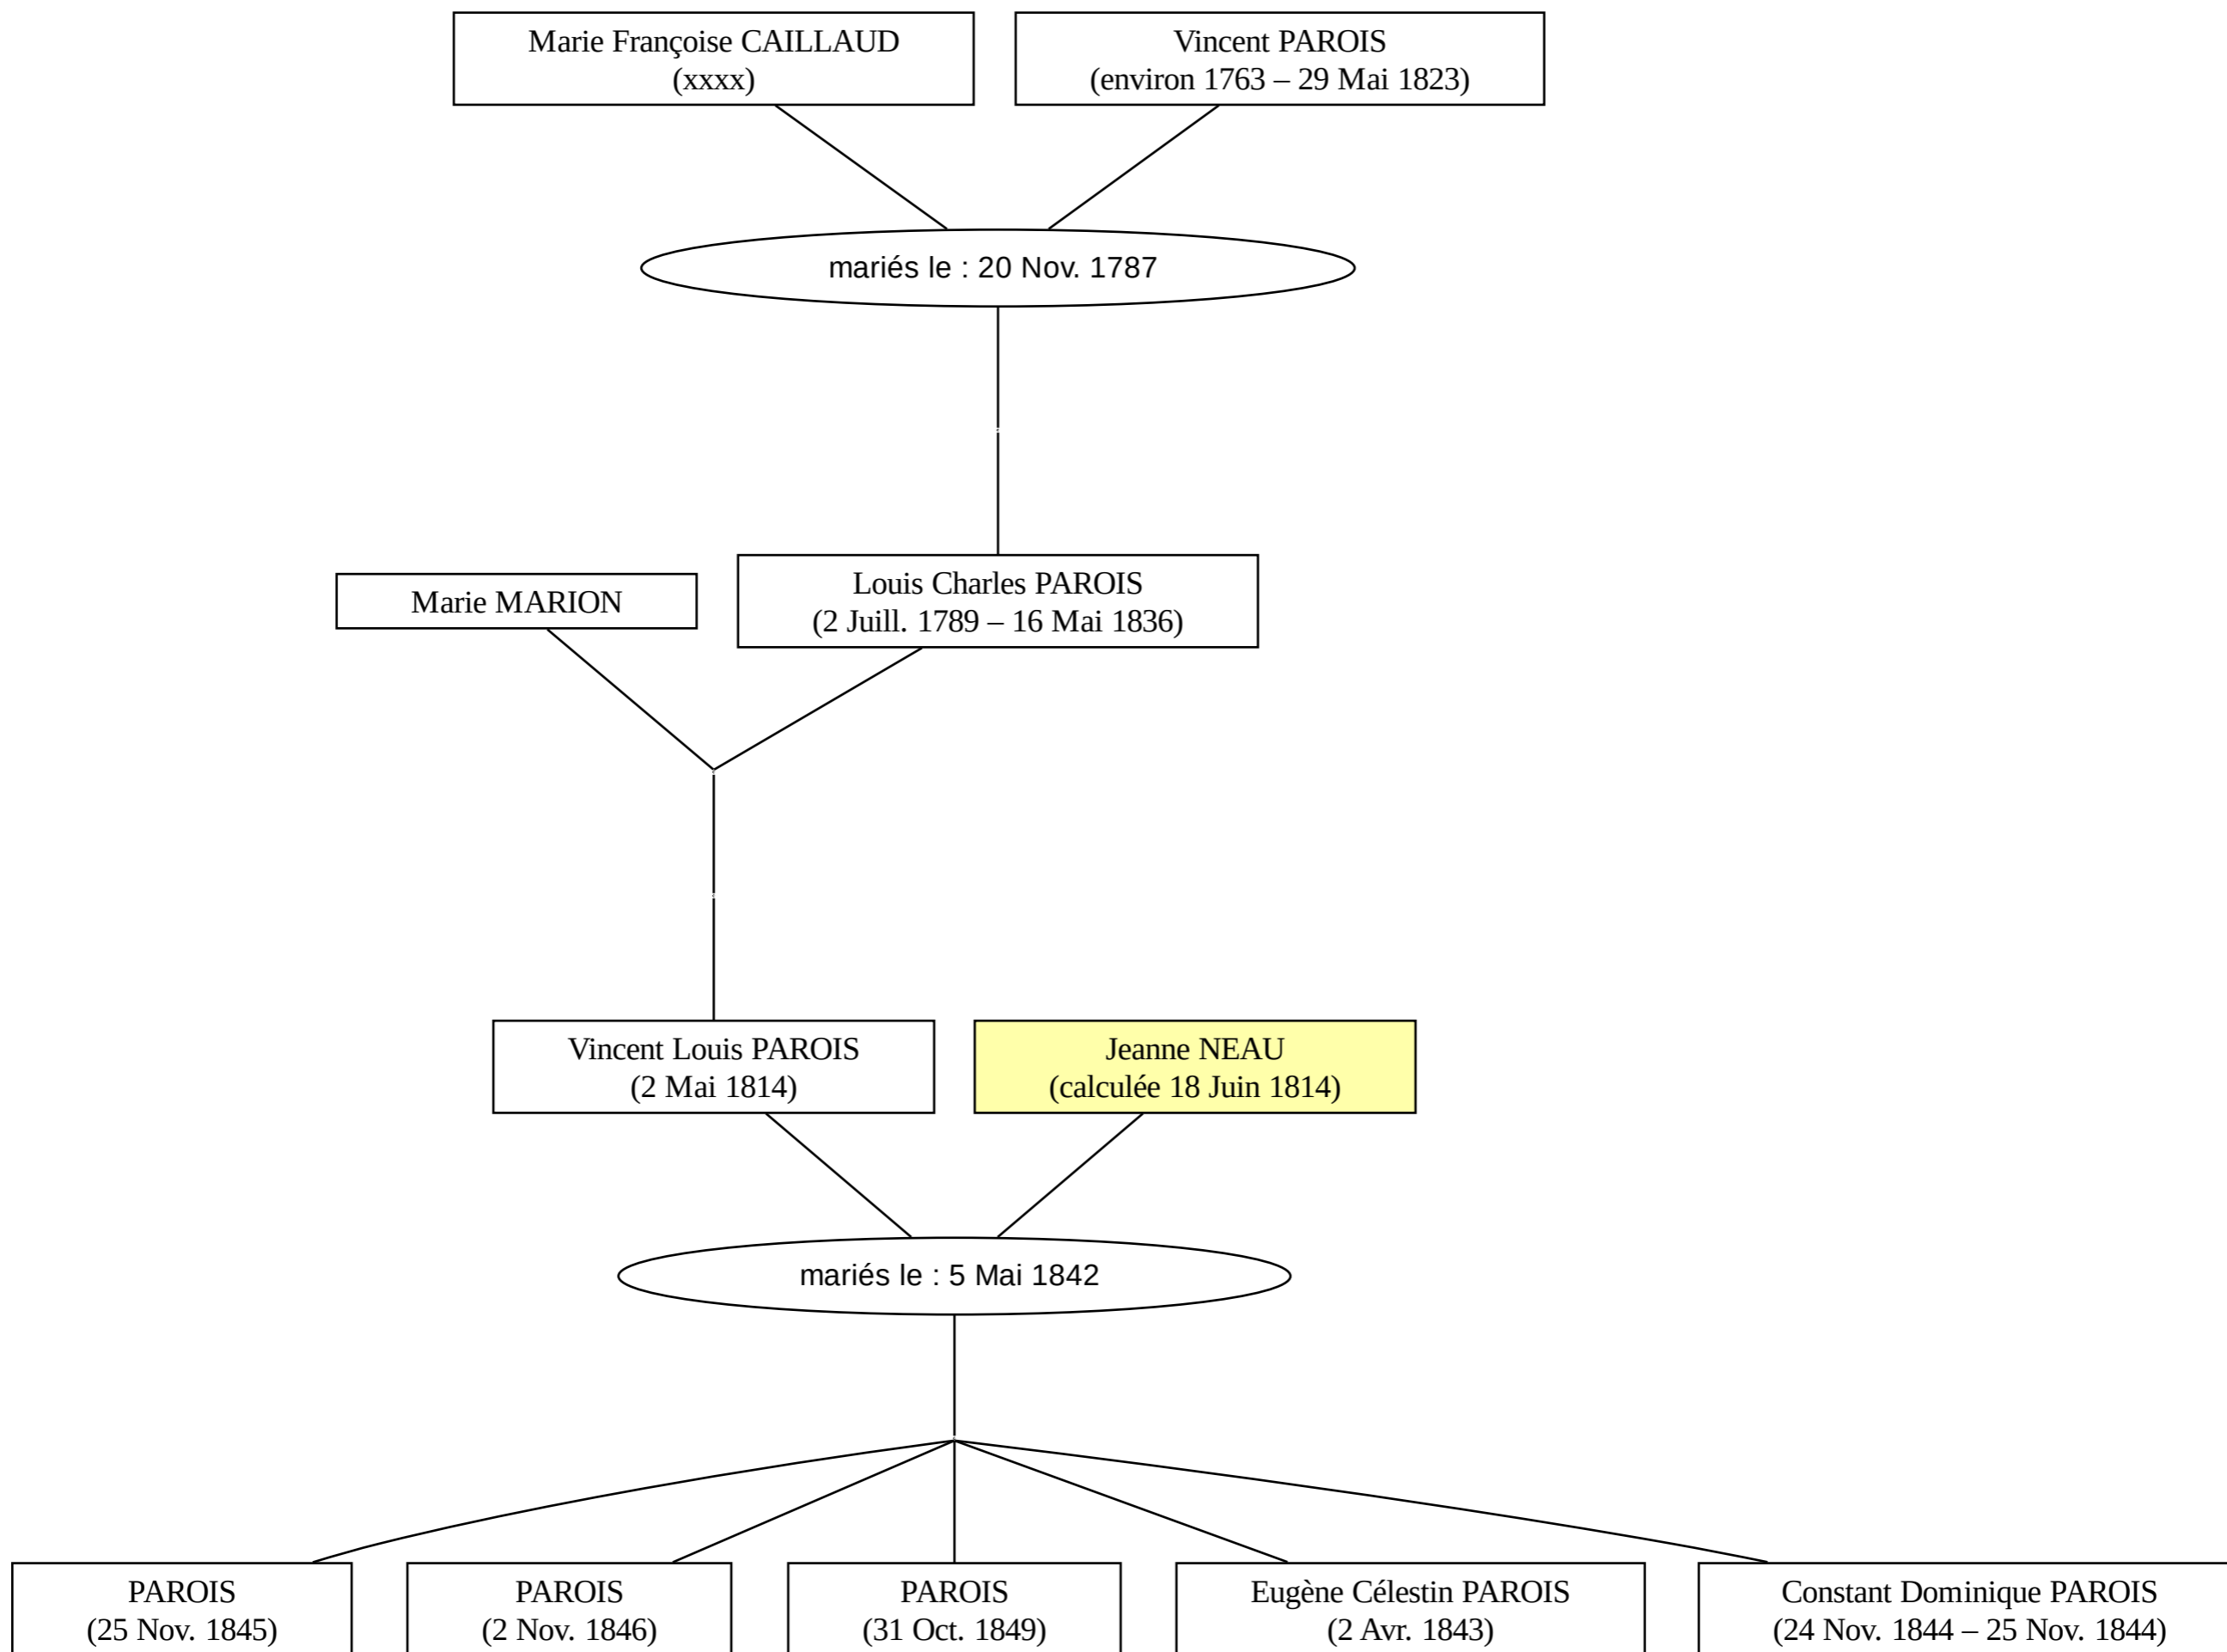 Marie Françoise CAILLAUD
(xxxx)
Vincent PAROIS
(environ 1763 – 29 Mai 1823)
mariés le : 20 Nov. 1787
Marie MARION
Louis Charles PAROIS
(2 Juill. 1789 – 16 Mai 1836)
Vincent Louis PAROIS
(2 Mai 1814)
Jeanne NEAU
(calculée 18 Juin 1814)
mariés le : 5 Mai 1842
PAROIS
(25 Nov. 1845)
PAROIS
(2 Nov. 1846)
PAROIS
(31 Oct. 1849)
Eugène Célestin PAROIS
(2 Avr. 1843)
Constant Dominique PAROIS
(24 Nov. 1844 – 25 Nov. 1844)